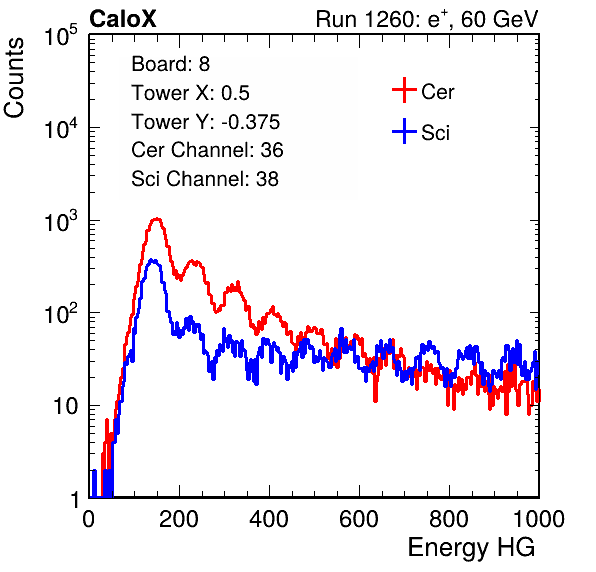 CaloX Run 1260: e⁺, 60 GeV
Counts
Board: 8
Tower X: 0.5
Tower Y: -0.375
Cer Channel: 36
Sci Channel: 38
Cer
Sci
10⁵
10⁴
10³
10²
10
1
0 200 400 600 800 1000
Energy HG